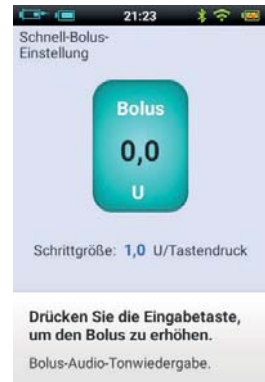 21:23
Schnell-Bolus-
Einstellung
Bolus
0,0
U
Schrittgröße: 1,0 U/Tastendruck
Drücken Sie die Eingabetaste,
um den Bolus zu erhöhen.
Bolus-Audio-Tonwiedergabe.